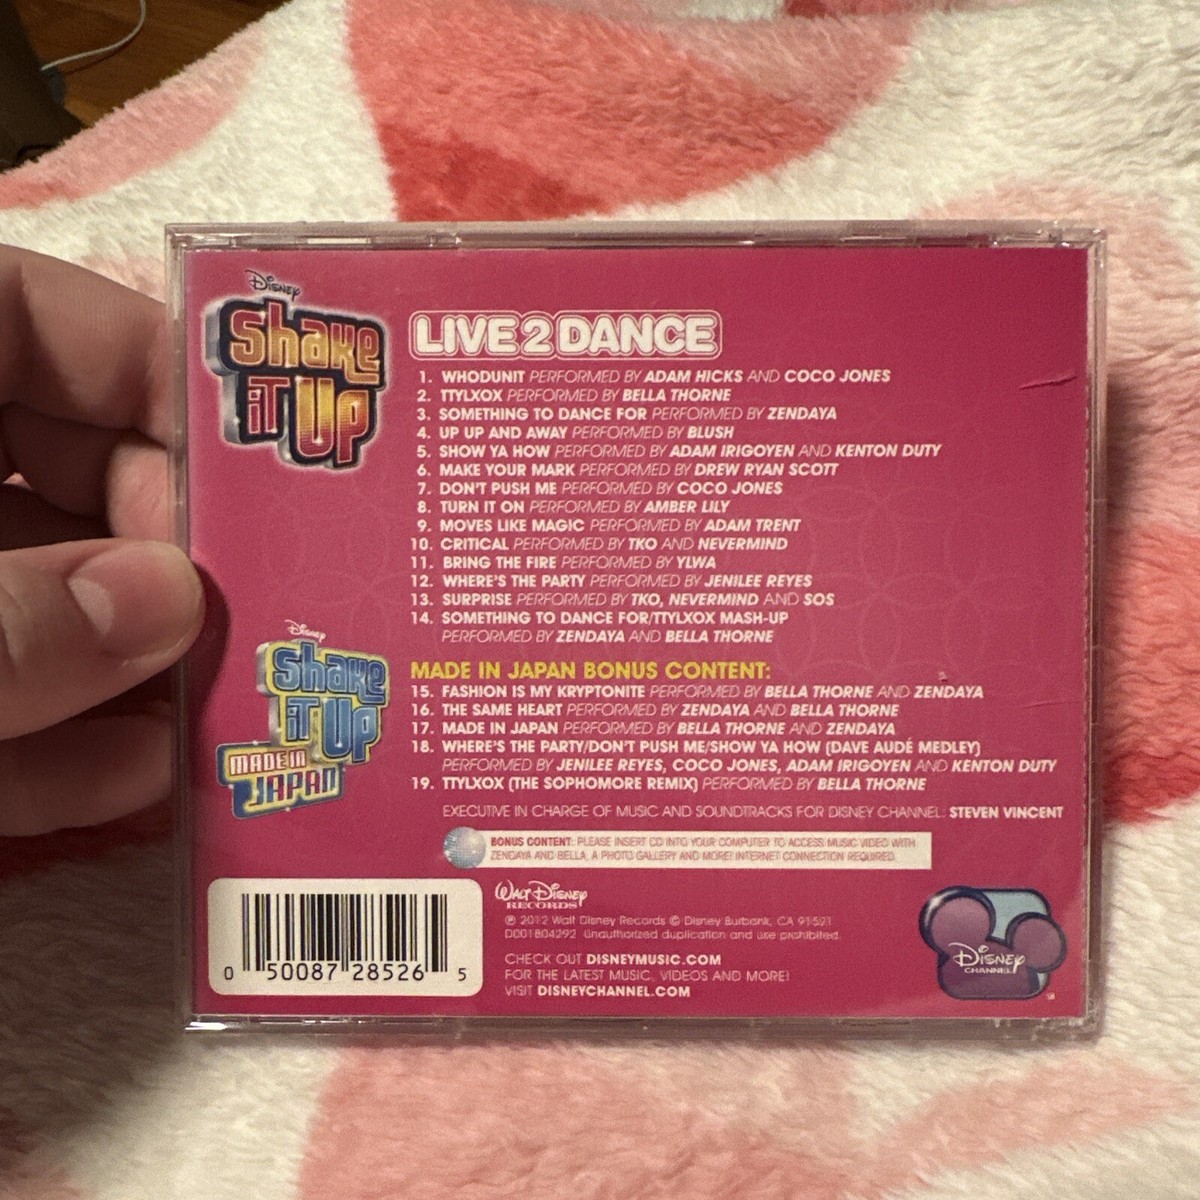 Disney
Shake
it Up
LIVE 2 DANCE
1. WHODUNIT PERFORMED BY ADAM HICKS AND COCO JONES
2. TTYLXOX PERFORMED BY BELLA THORNE
3. SOMETHING TO DANCE FOR PERFORMED BY ZENDAYA
4. UP UP AND AWAY PERFORMED BY BLUSH
5. SHOW YA HOW PERFORMED BY ADAM IRIGOYEN AND KENTON DUTY
6. MAKE YOUR MARK PERFORMED BY DREW RYAN SCOTT
7. DON'T PUSH ME PERFORMED BY COCO JONES
8. TURN IT ON PERFORMED BY AMBER LILY
9. MOVES LIKE MAGIC PERFORMED BY ADAM TRENT
10. CRITICAL PERFORMED BY TKO AND NEVERMIND
11. BRING THE FIRE PERFORMED BY YLWA
12. WHERE'S THE PARTY PERFORMED BY JENILEE REYES
13. SURPRISE PERFORMED BY TKO, NEVERMIND AND SOS
14. SOMETHING TO DANCE FOR/TTYLXOX MASH-UP
PERFORMED BY ZENDAYA AND BELLA THORNE
Disney
Shake
it Up
MADE IN
JAPAN
MADE IN JAPAN BONUS CONTENT:
15. FASHION IS MY KRYPTONITE PERFORMED BY BELLA THORNE AND ZENDAYA
16. THE SAME HEART PERFORMED BY ZENDAYA AND BELLA THORNE
17. MADE IN JAPAN PERFORMED BY BELLA THORNE AND ZENDAYA
18. WHERE'S THE PARTY/DON'T PUSH ME/SHOW YA HOW (DAVE AUDÉ MEDLEY)
PERFORMED BY JENILEE REYES, COCO JONES, ADAM IRIGOYEN AND KENTON DUTY
19. TTYLXOX (THE SOPHOMORE REMIX) PERFORMED BY BELLA THORNE
EXECUTIVE IN CHARGE OF MUSIC AND SOUNDTRACKS FOR DISNEY CHANNEL: STEVEN VINCENT
BONUS CONTENT: PLEASE INSERT CD INTO YOUR COMPUTER TO ACCESS MUSIC VIDEO WITH
ZENDAYA AND BELLA, A PHOTO GALLERY AND MORE! INTERNET CONNECTION REQUIRED.
0 50087 28526 5
WALT DISNEY
RECORDS
℗ 2012 Walt Disney Records © Disney Burbank, CA 91521
D001804292 Unauthorized duplication and use prohibited.
CHECK OUT DISNEYMUSIC.COM
FOR THE LATEST MUSIC, VIDEOS AND MORE!
VISIT DISNEYCHANNEL.COM
Disney
CHANNEL